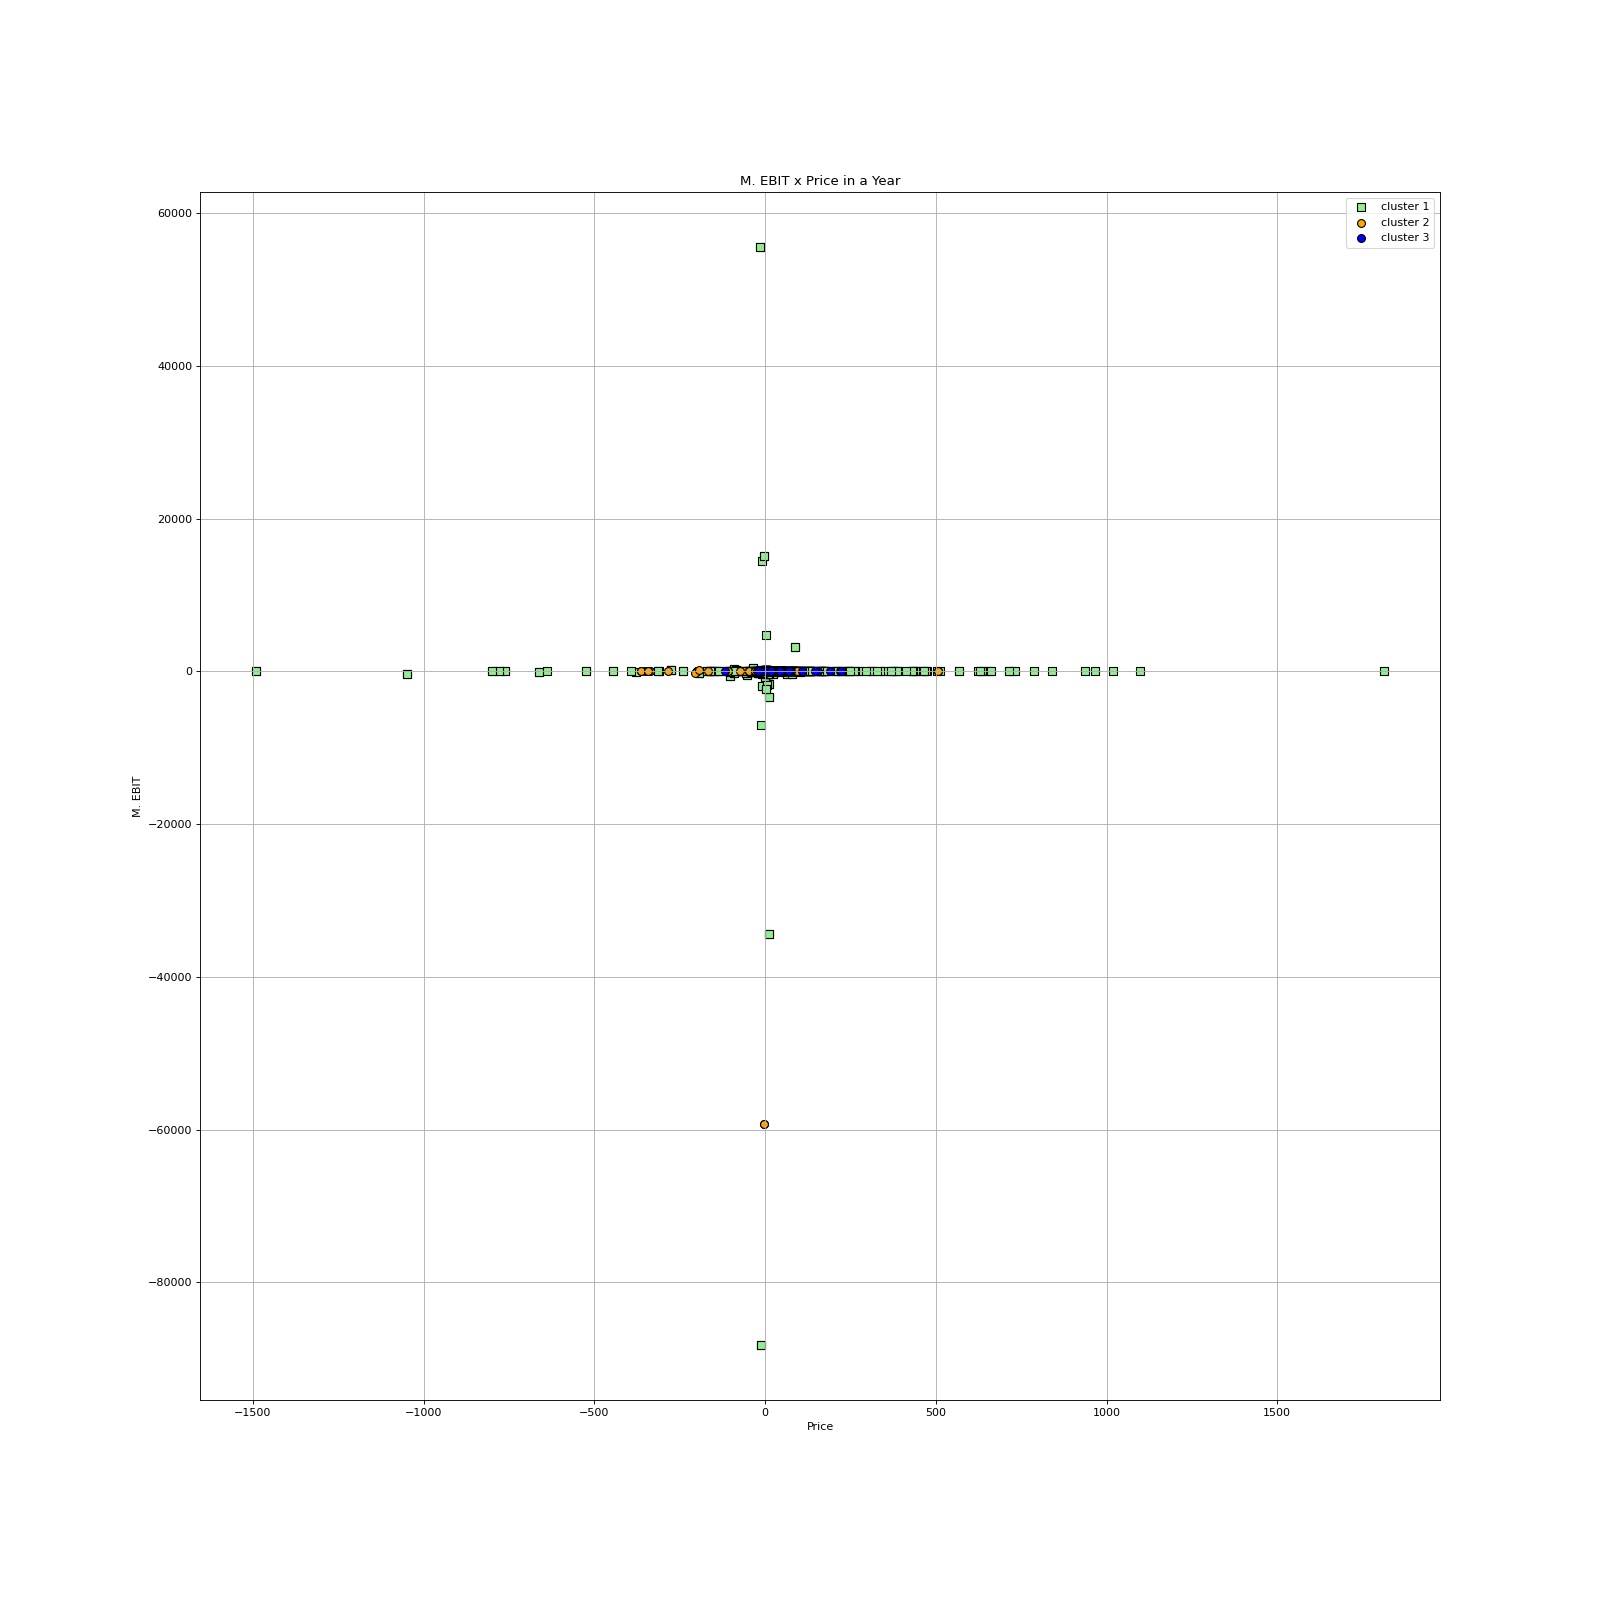 M. EBIT x Price in a Year
cluster 1
cluster 2
cluster 3
60000
40000
20000
0
−20000
−40000
−60000
−80000
M. EBIT
−1500
−1000
−500
0
500
1000
1500
Price